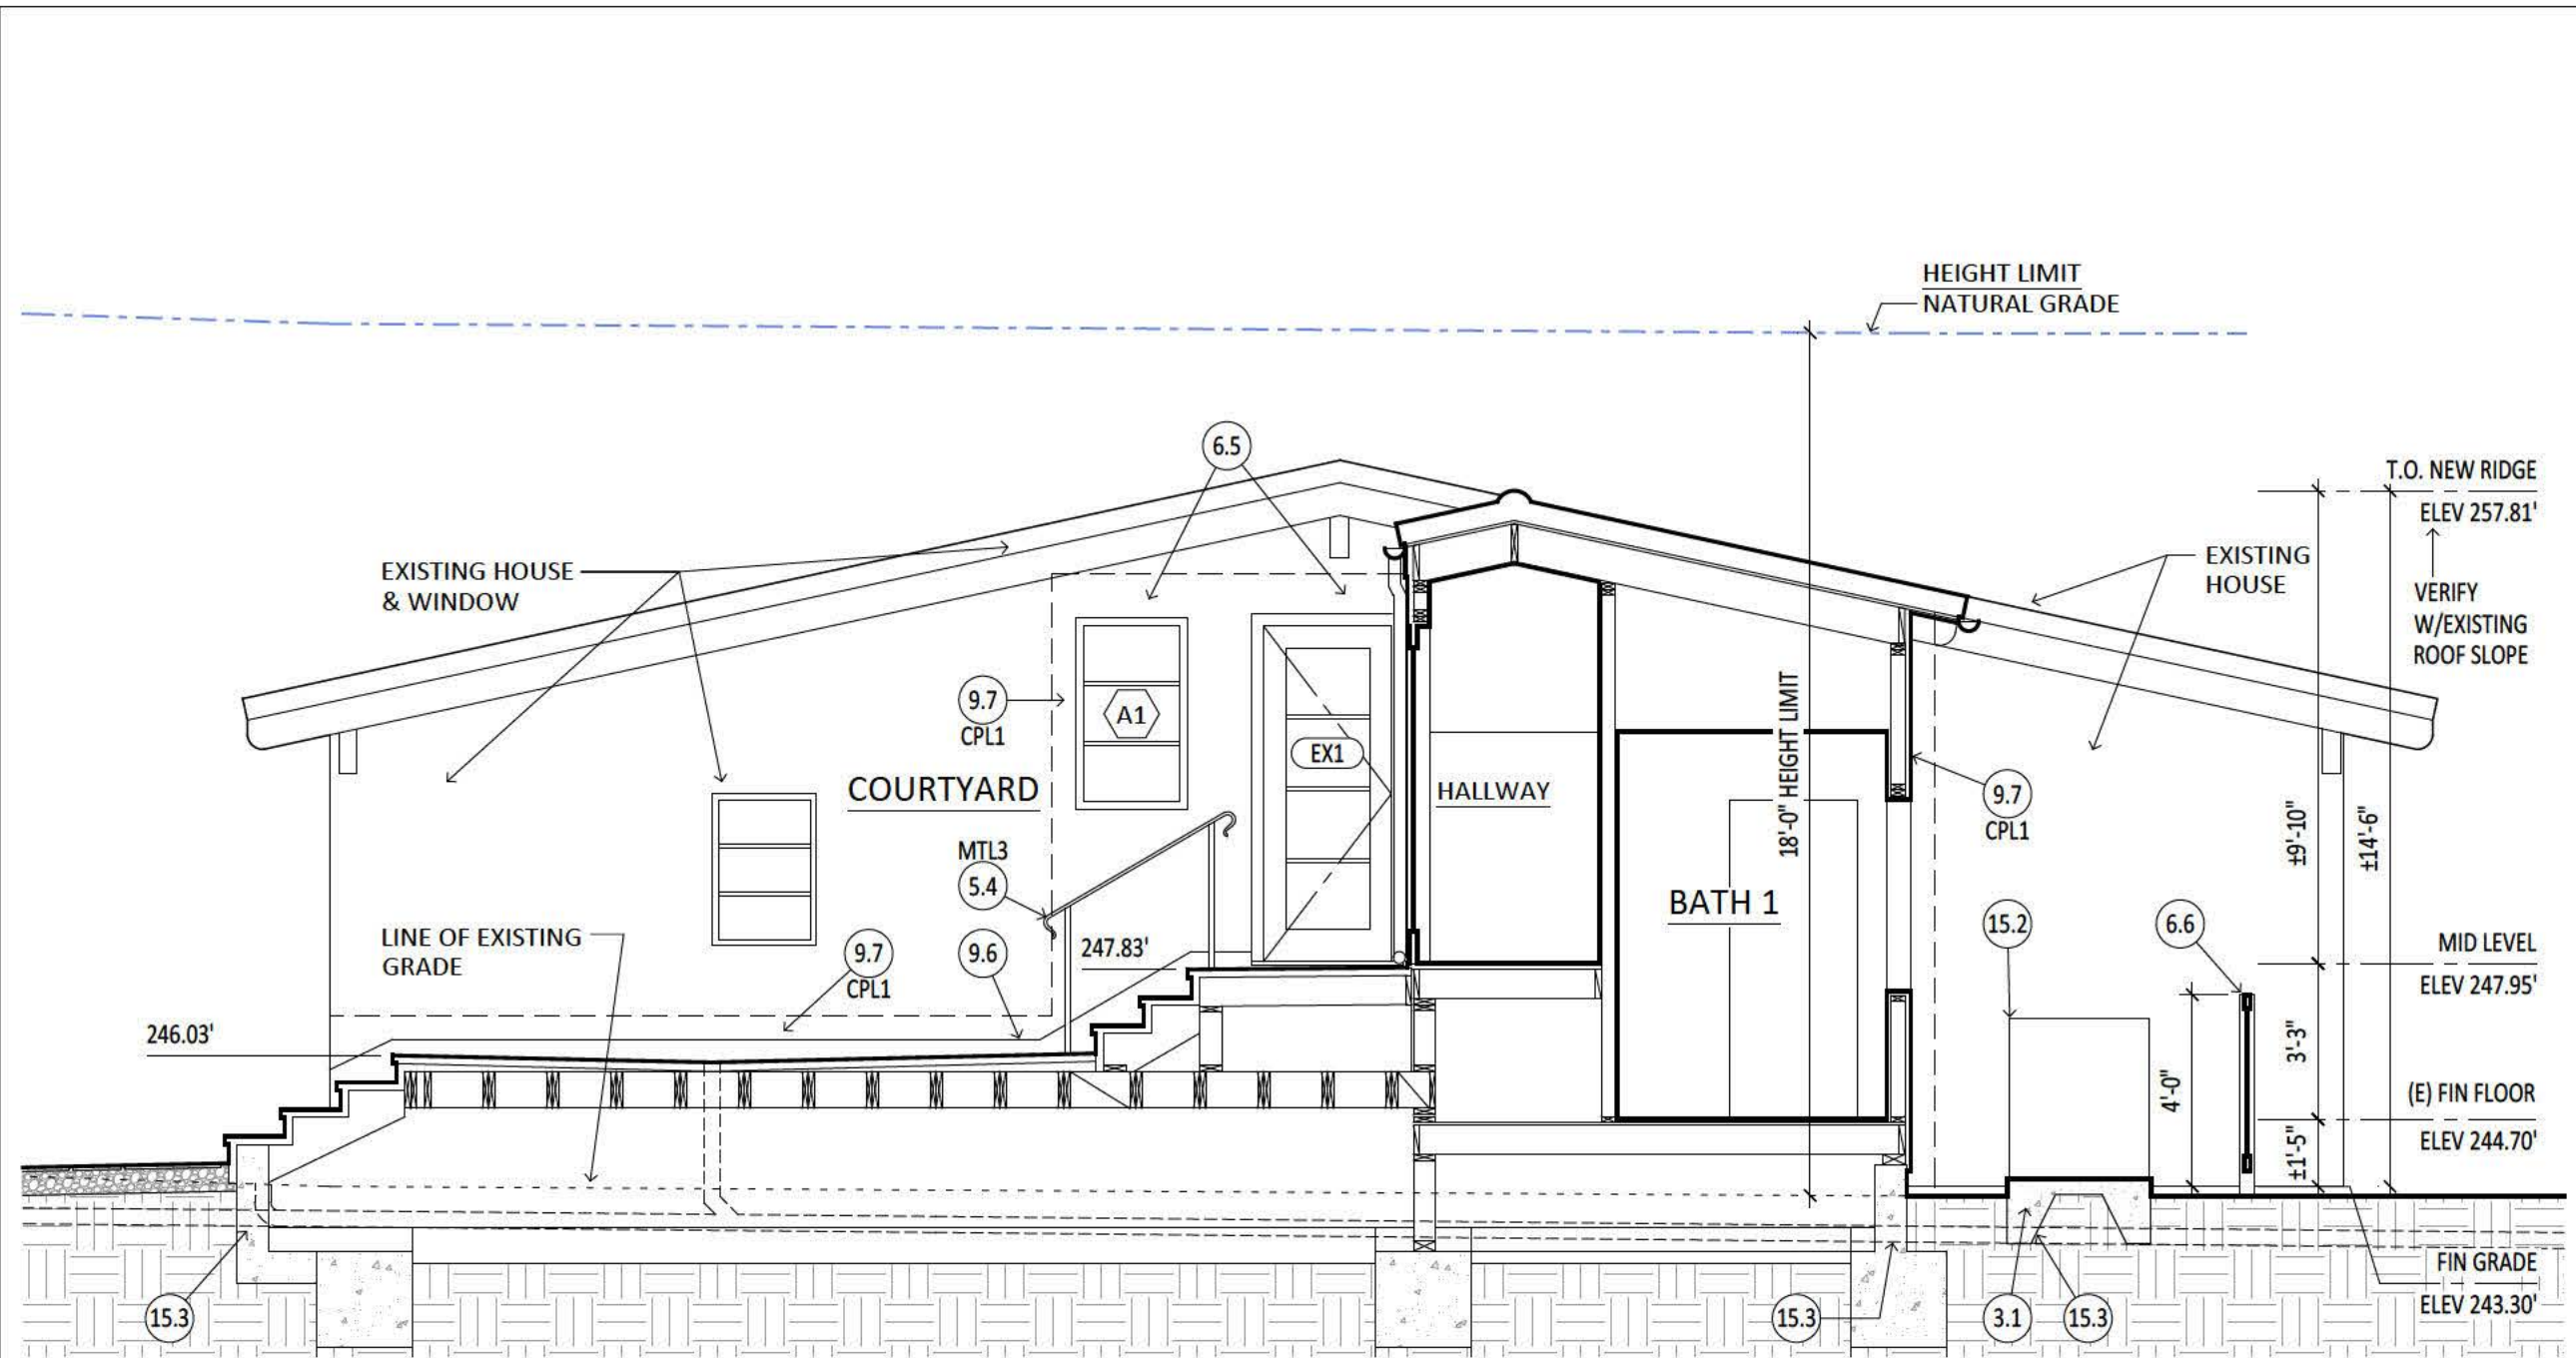 HEIGHT LIMIT
NATURAL GRADE
6.5
T.O. NEW RIDGE
ELEV 257.81'
VERIFY
W/EXISTING
ROOF SLOPE
EXISTING HOUSE
& WINDOW
EXISTING
HOUSE
9.7
CPL1
A1
EX1
COURTYARD
HALLWAY
18'-0" HEIGHT LIMIT
9.7
CPL1
±9'-10"
±14'-6"
MTL3
5.4
BATH 1
15.2
6.6
LINE OF EXISTING
GRADE
9.7
CPL1
9.6
247.83'
MID LEVEL
ELEV 247.95'
246.03'
4'-0"
3'-3"
(E) FIN FLOOR
ELEV 244.70'
±1'-5"
FIN GRADE
ELEV 243.30'
15.3
15.3
3.1
15.3